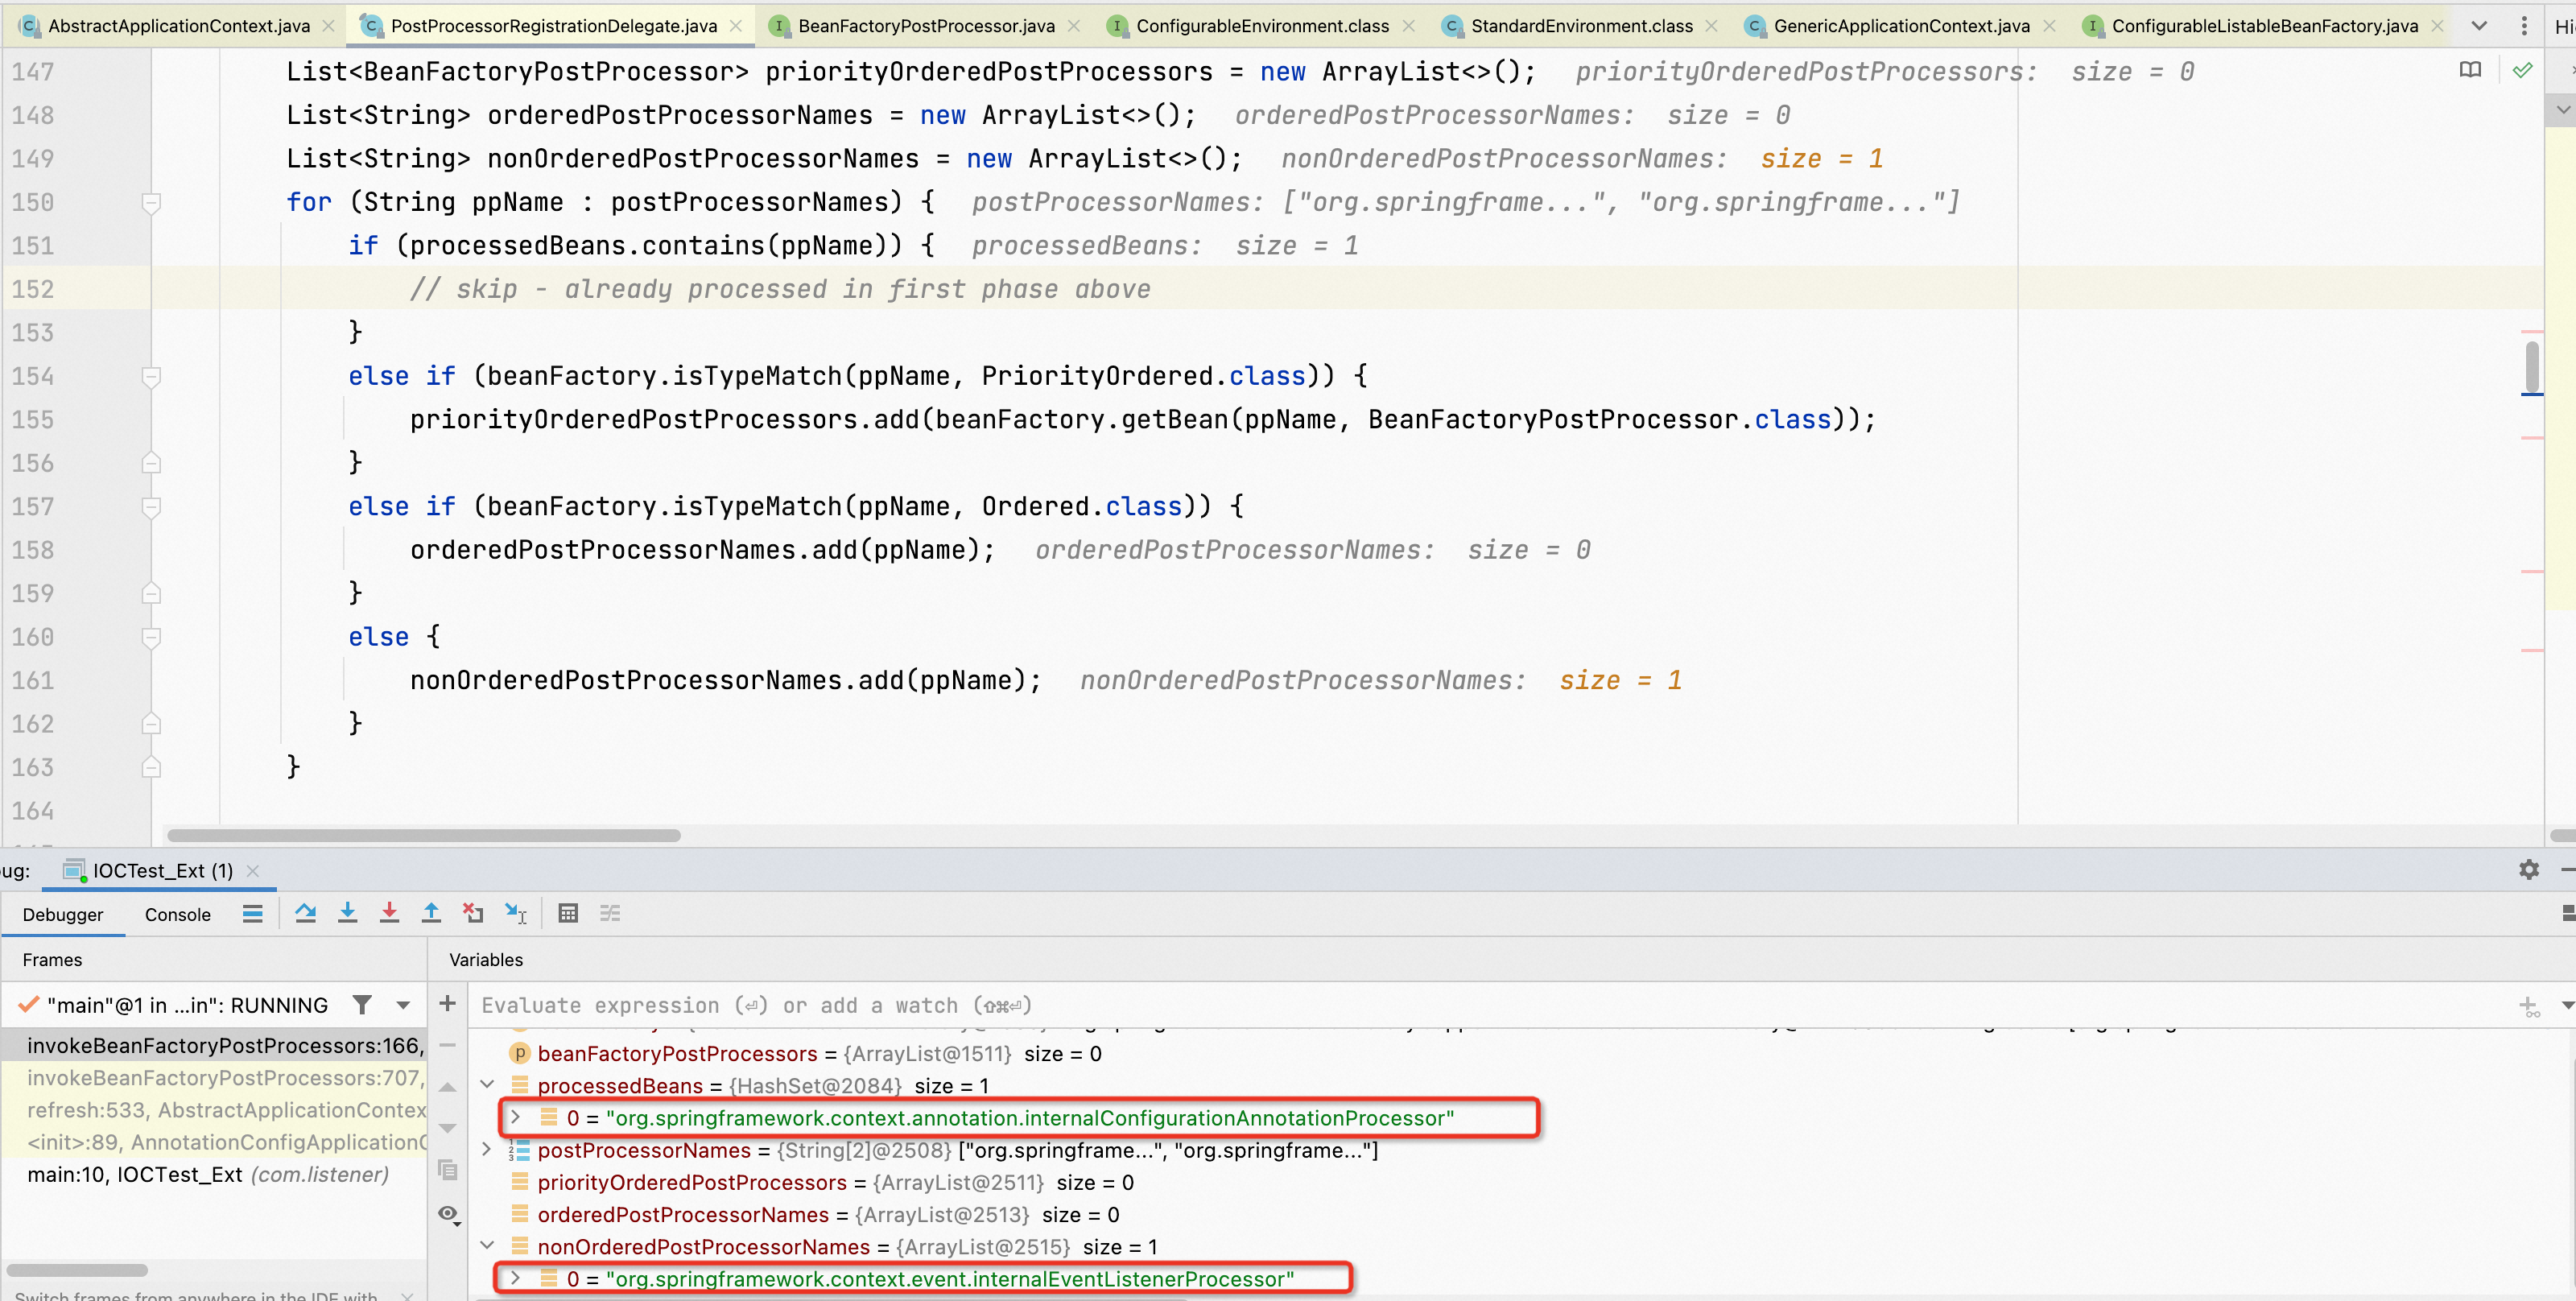 AbstractApplicationContext.java PostProcessorRegistrationDelegate.java BeanFactoryPostProcessor.java ConfigurableEnvironment.class StandardEnvironment.class GenericApplicationContext.java ConfigurableListableBeanFactory.java
147 List<BeanFactoryPostProcessor> priorityOrderedPostProcessors = new ArrayList<>(); priorityOrderedPostProcessors: size = 0
148 List<String> orderedPostProcessorNames = new ArrayList<>(); orderedPostProcessorNames: size = 0
149 List<String> nonOrderedPostProcessorNames = new ArrayList<>(); nonOrderedPostProcessorNames: size = 1
150 for (String ppName : postProcessorNames) { postProcessorNames: ["org.springframe...", "org.springframe..."]
151 if (processedBeans.contains(ppName)) { processedBeans: size = 1
152 // skip - already processed in first phase above
153 }
154 else if (beanFactory.isTypeMatch(ppName, PriorityOrdered.class)) {
155 priorityOrderedPostProcessors.add(beanFactory.getBean(ppName, BeanFactoryPostProcessor.class));
156 }
157 else if (beanFactory.isTypeMatch(ppName, Ordered.class)) {
158 orderedPostProcessorNames.add(ppName); orderedPostProcessorNames: size = 0
159 }
160 else {
161 nonOrderedPostProcessorNames.add(ppName); nonOrderedPostProcessorNames: size = 1
162 }
163 }
164
ug: IOCTest_Ext (1)
Debugger Console
Frames Variables
"main"@1 in ...in": RUNNING Evaluate expression (⏎) or add a watch (⇧⌘⏎)
invokeBeanFactoryPostProcessors:166,
invokeBeanFactoryPostProcessors:707,
refresh:533, AbstractApplicationContex
<init>:89, AnnotationConfigApplicationC
main:10, IOCTest_Ext (com.listener)
Switch frames from anywhere in the IDE with
beanFactoryPostProcessors = {ArrayList@1511} size = 0
processedBeans = {HashSet@2084} size = 1
0 = "org.springframework.context.annotation.internalConfigurationAnnotationProcessor"
postProcessorNames = {String[2]@2508} ["org.springframe...", "org.springframe..."]
priorityOrderedPostProcessors = {ArrayList@2511} size = 0
orderedPostProcessorNames = {ArrayList@2513} size = 0
nonOrderedPostProcessorNames = {ArrayList@2515} size = 1
0 = "org.springframework.context.event.internalEventListenerProcessor"